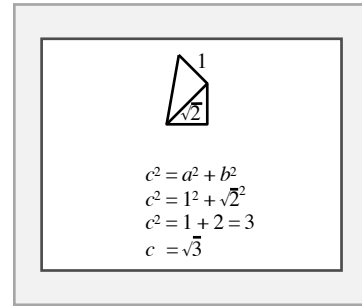 1
√2
c² = a² + b²
c² = 1² + √2²
c² = 1 + 2 = 3
c = √3